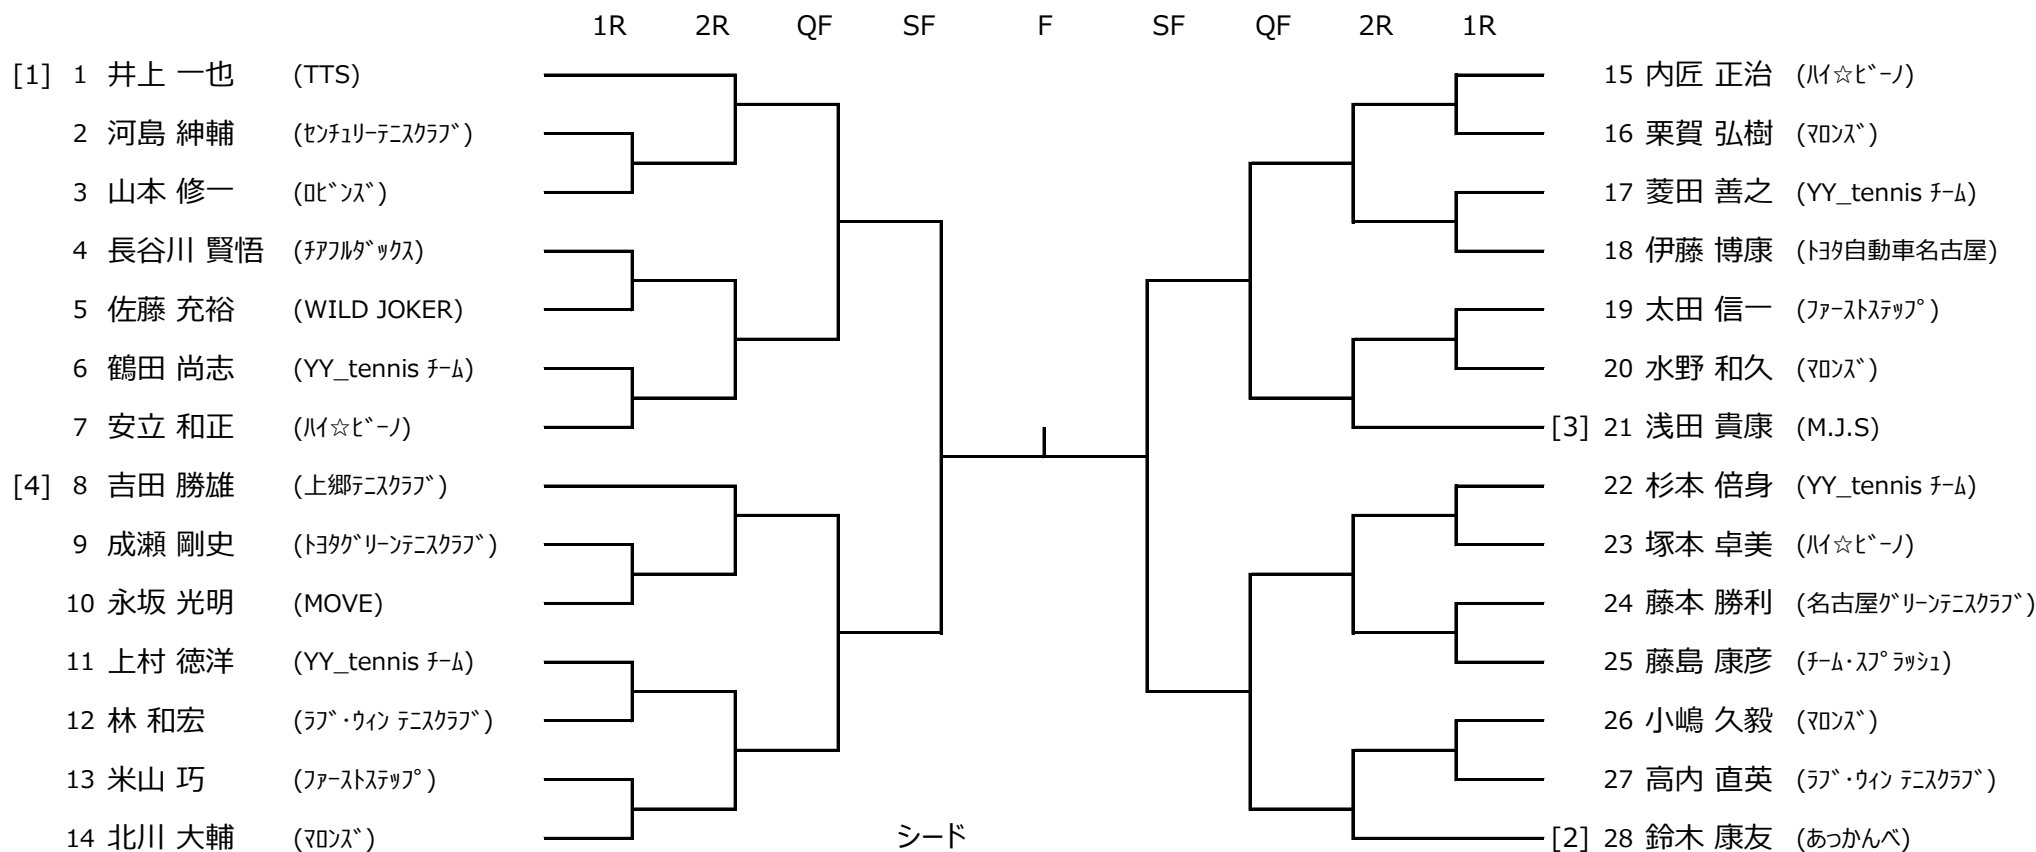 1R 2R QF SF F SF QF 2R 1R
[1] 1 井上 一也 (TTS) 15 内匠 正治 (ﾊｲ☆ﾋﾞｰﾉ)
2 河島 紳輔 (ｾﾝﾁｭﾘｰﾃﾆｽｸﾗﾌﾞ) 16 栗賀 弘樹 (ﾏﾛﾝｽﾞ)
3 山本 修一 (ﾛﾋﾞﾝｽﾞ) 17 菱田 善之 (YY_tennis ﾁｰﾑ)
4 長谷川 賢悟 (ﾁｱﾌﾙﾀﾞｯｸｽ) 18 伊藤 博康 (ﾄﾖﾀ自動車名古屋)
5 佐藤 充裕 (WILD JOKER) 19 太田 信一 (ﾌｧｰｽﾄｽﾃｯﾌﾟ)
6 鶴田 尚志 (YY_tennis ﾁｰﾑ) 20 水野 和久 (ﾏﾛﾝｽﾞ)
7 安立 和正 (ﾊｲ☆ﾋﾞｰﾉ) [3] 21 浅田 貴康 (M.J.S)
[4] 8 吉田 勝雄 (上郷ﾃﾆｽｸﾗﾌﾞ) 22 杉本 倍身 (YY_tennis ﾁｰﾑ)
9 成瀬 剛史 (ﾄﾖﾀｸﾞﾘｰﾝﾃﾆｽｸﾗﾌﾞ) 23 塚本 卓美 (ﾊｲ☆ﾋﾞｰﾉ)
10 永坂 光明 (MOVE) 24 藤本 勝利 (名古屋ｸﾞﾘｰﾝﾃﾆｽｸﾗﾌﾞ)
11 上村 徳洋 (YY_tennis ﾁｰﾑ) 25 藤島 康彦 (ﾁｰﾑ･ｽﾌﾟﾗｯｼｭ)
12 林 和宏 (ﾗﾌﾞ･ｳｨﾝ ﾃﾆｽｸﾗﾌﾞ) 26 小嶋 久毅 (ﾏﾛﾝｽﾞ)
13 米山 巧 (ﾌｧｰｽﾄｽﾃｯﾌﾟ) 27 高内 直英 (ﾗﾌﾞ･ｳｨﾝ ﾃﾆｽｸﾗﾌﾞ)
14 北川 大輔 (ﾏﾛﾝｽﾞ) シード [2] 28 鈴木 康友 (あっかんべ)